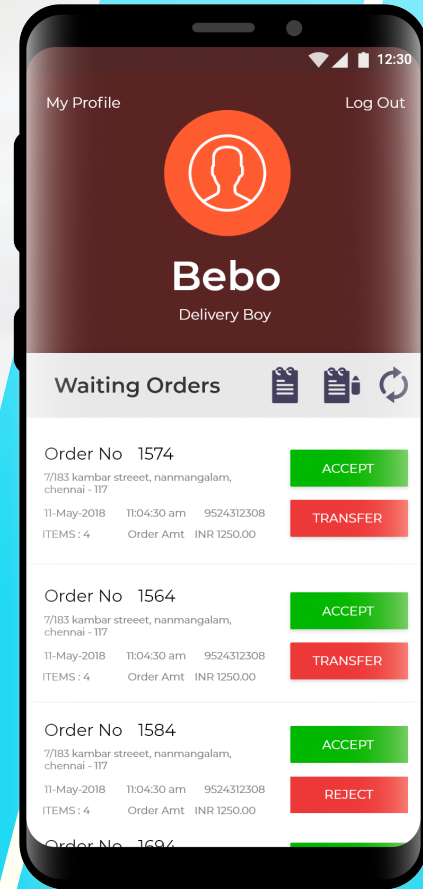 12:30
My Profile Log Out
Bebo
Delivery Boy
Waiting Orders
Order No 1574
7/183 kambar streeet, nanmangalam,
chennai - 117
11-May-2018 11:04:30 am 9524312308
ITEMS : 4 Order Amt INR 1250.00
ACCEPT
TRANSFER
Order No 1564
7/183 kambar streeet, nanmangalam,
chennai - 117
11-May-2018 11:04:30 am 9524312308
ITEMS : 4 Order Amt INR 1250.00
ACCEPT
TRANSFER
Order No 1584
7/183 kambar streeet, nanmangalam,
chennai - 117
11-May-2018 11:04:30 am 9524312308
ITEMS : 4 Order Amt INR 1250.00
ACCEPT
REJECT
Order No 1694